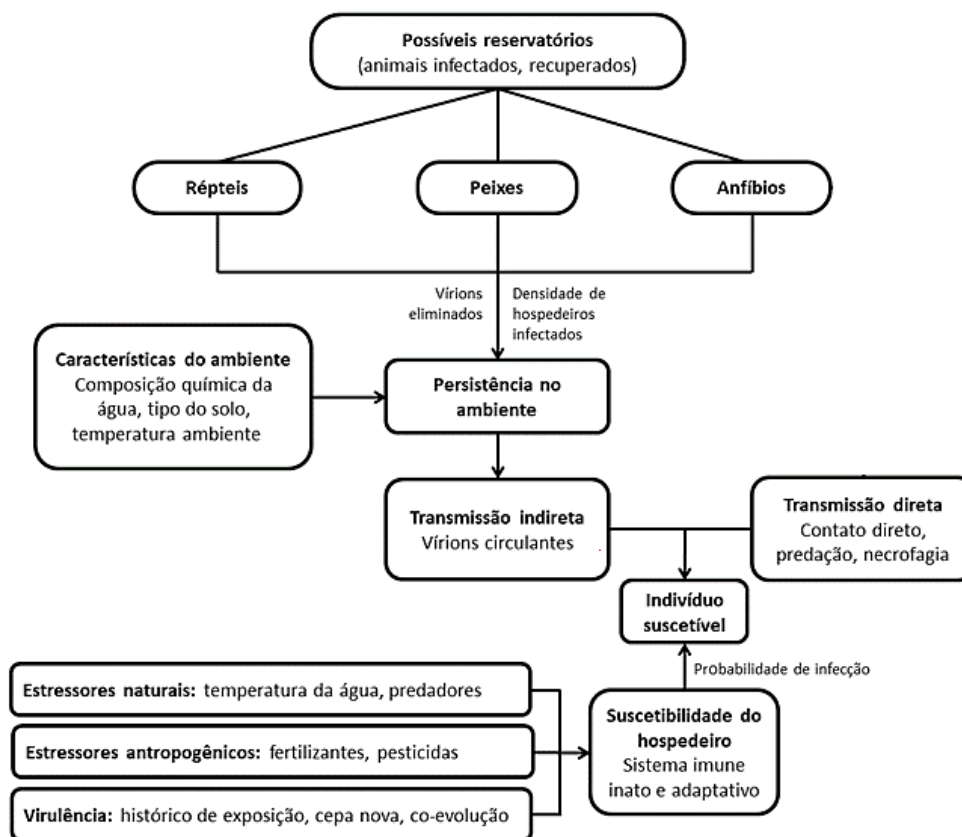 Possíveis reservatórios
(animais infectados, recuperados)
Répteis
Peixes
Anfíbios
Vírions
eliminados
Densidade de
hospedeiros
infectados
Características do ambiente
Composição química da
água, tipo do solo,
temperatura ambiente
Persistência no
ambiente
Transmissão indireta
Vírions circulantes
Transmissão direta
Contato direto,
predação, necrofagia
Indivíduo
suscetível
Probabilidade de infecção
Estressores naturais: temperatura da água, predadores
Estressores antropogênicos: fertilizantes, pesticidas
Virulência: histórico de exposição, cepa nova, co-evolução
Suscetibilidade do
hospedeiro
Sistema imune
inato e adaptativo